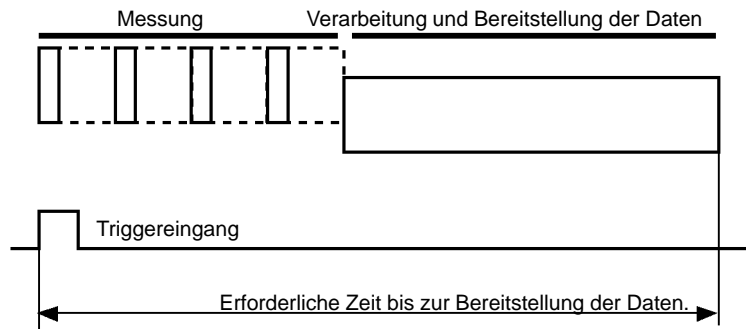 Messung
Verarbeitung und Bereitstellung der Daten
Triggereingang
Erforderliche Zeit bis zur Bereitstellung der Daten.